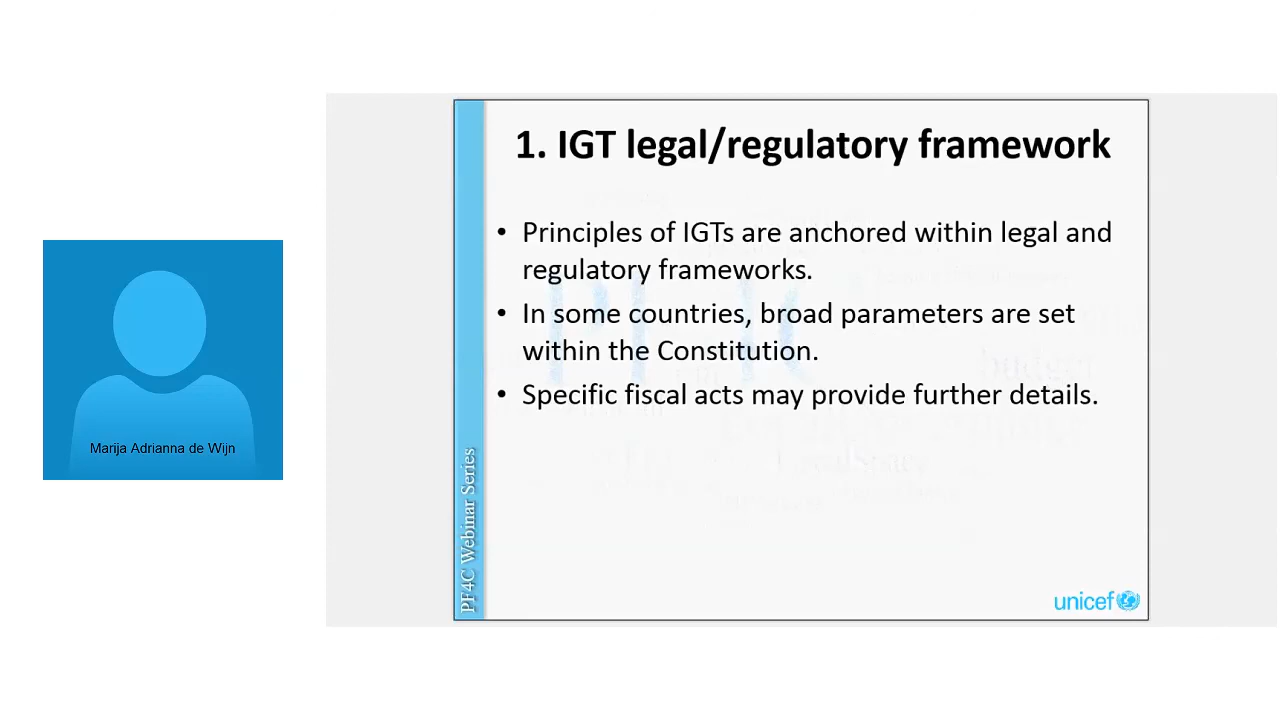 1. IGT legal/regulatory framework
• Principles of IGTs are anchored within legal and
regulatory frameworks.
• In some countries, broad parameters are set
within the Constitution.
• Specific fiscal acts may provide further details.
Marija Adrianna de Wijn
PF4C Webinar Series
unicef